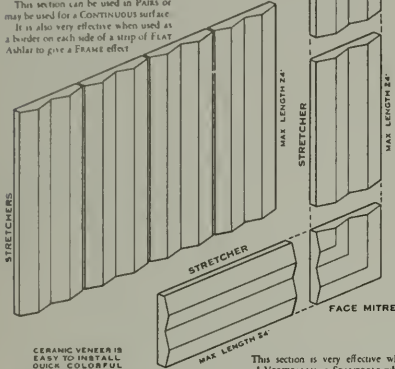 This section can be used in PAIRS or
may be used for a CONTINUOUS surface
It is also very effective when used as
a border on each side of a strip of FLAT
Ashlar to give a FRAME effect
STRETCHERS
MAX LENGTH 24"
STRETCHER
MAX LENGTH 24"
STRETCHER
MAX LENGTH 24"
FACE MITRE
CERAMIC VENEER IS
EASY TO INSTALL
QUICK COLORFUL
This section is very effective